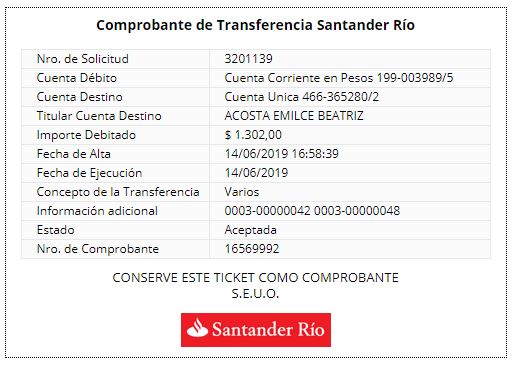 Comprobante de Transferencia Santander Río
Nro. de Solicitud 3201139
Cuenta Débito Cuenta Corriente en Pesos 199-003989/5
Cuenta Destino Cuenta Unica 466-365280/2
Titular Cuenta Destino ACOSTA EMILCE BEATRIZ
Importe Debitado $ 1.302,00
Fecha de Alta 14/06/2019 16:58:39
Fecha de Ejecución 14/06/2019
Concepto de la Transferencia Varios
Información adicional 0003-00000042 0003-00000048
Estado Aceptada
Nro. de Comprobante 16569992
CONSERVE ESTE TICKET COMO COMPROBANTE
S.E.U.O.
Santander Río